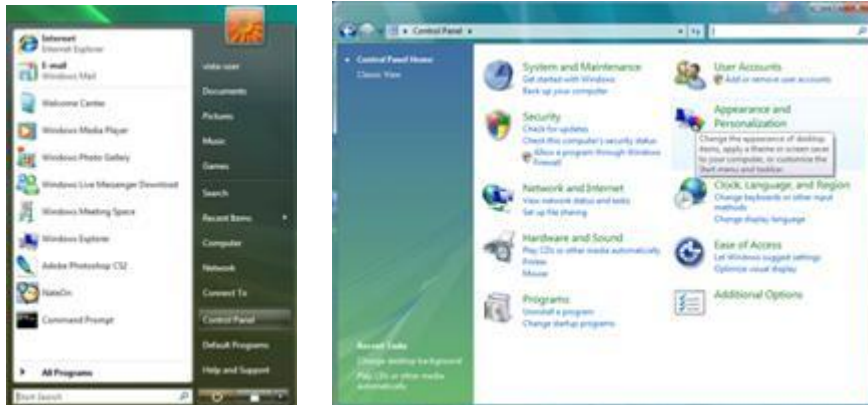 Internet
Internet Explorer
E-mail
Windows Mail
Welcome Center
Windows Media Player
Windows Photo Gallery
Windows Live Messenger Download
Windows Meeting Space
Windows Explorer
Adobe Photoshop CS2
NateOn
Command Prompt
All Programs
Start Search
vista user
Documents
Pictures
Music
Games
Search
Recent Items
Computer
Network
Connect To
Control Panel
Default Programs
Help and Support
Control Panel
Control Panel Home
Classic View
System and Maintenance
Get started with Windows
Back up your computer
Security
Check for updates
Check this computer's security status
Allow a program through Windows
Firewall
Network and Internet
View network status and tasks
Set up file sharing
Hardware and Sound
Play CDs or other media automatically
Printer
Mouse
Programs
Uninstall a program
Change startup programs
User Accounts
Add or remove user accounts
Appearance and
Personalization
Change the appearance of desktop
items, apply a theme or screen saver
to your computer, or customize the
Start menu and taskbar.
Clock, Language, and Region
Change keyboards or other input
methods
Change display language
Ease of Access
Let Windows suggest settings
Optimize visual display
Additional Options
Recent Tasks
Change desktop background
Play CDs or other media
automatically